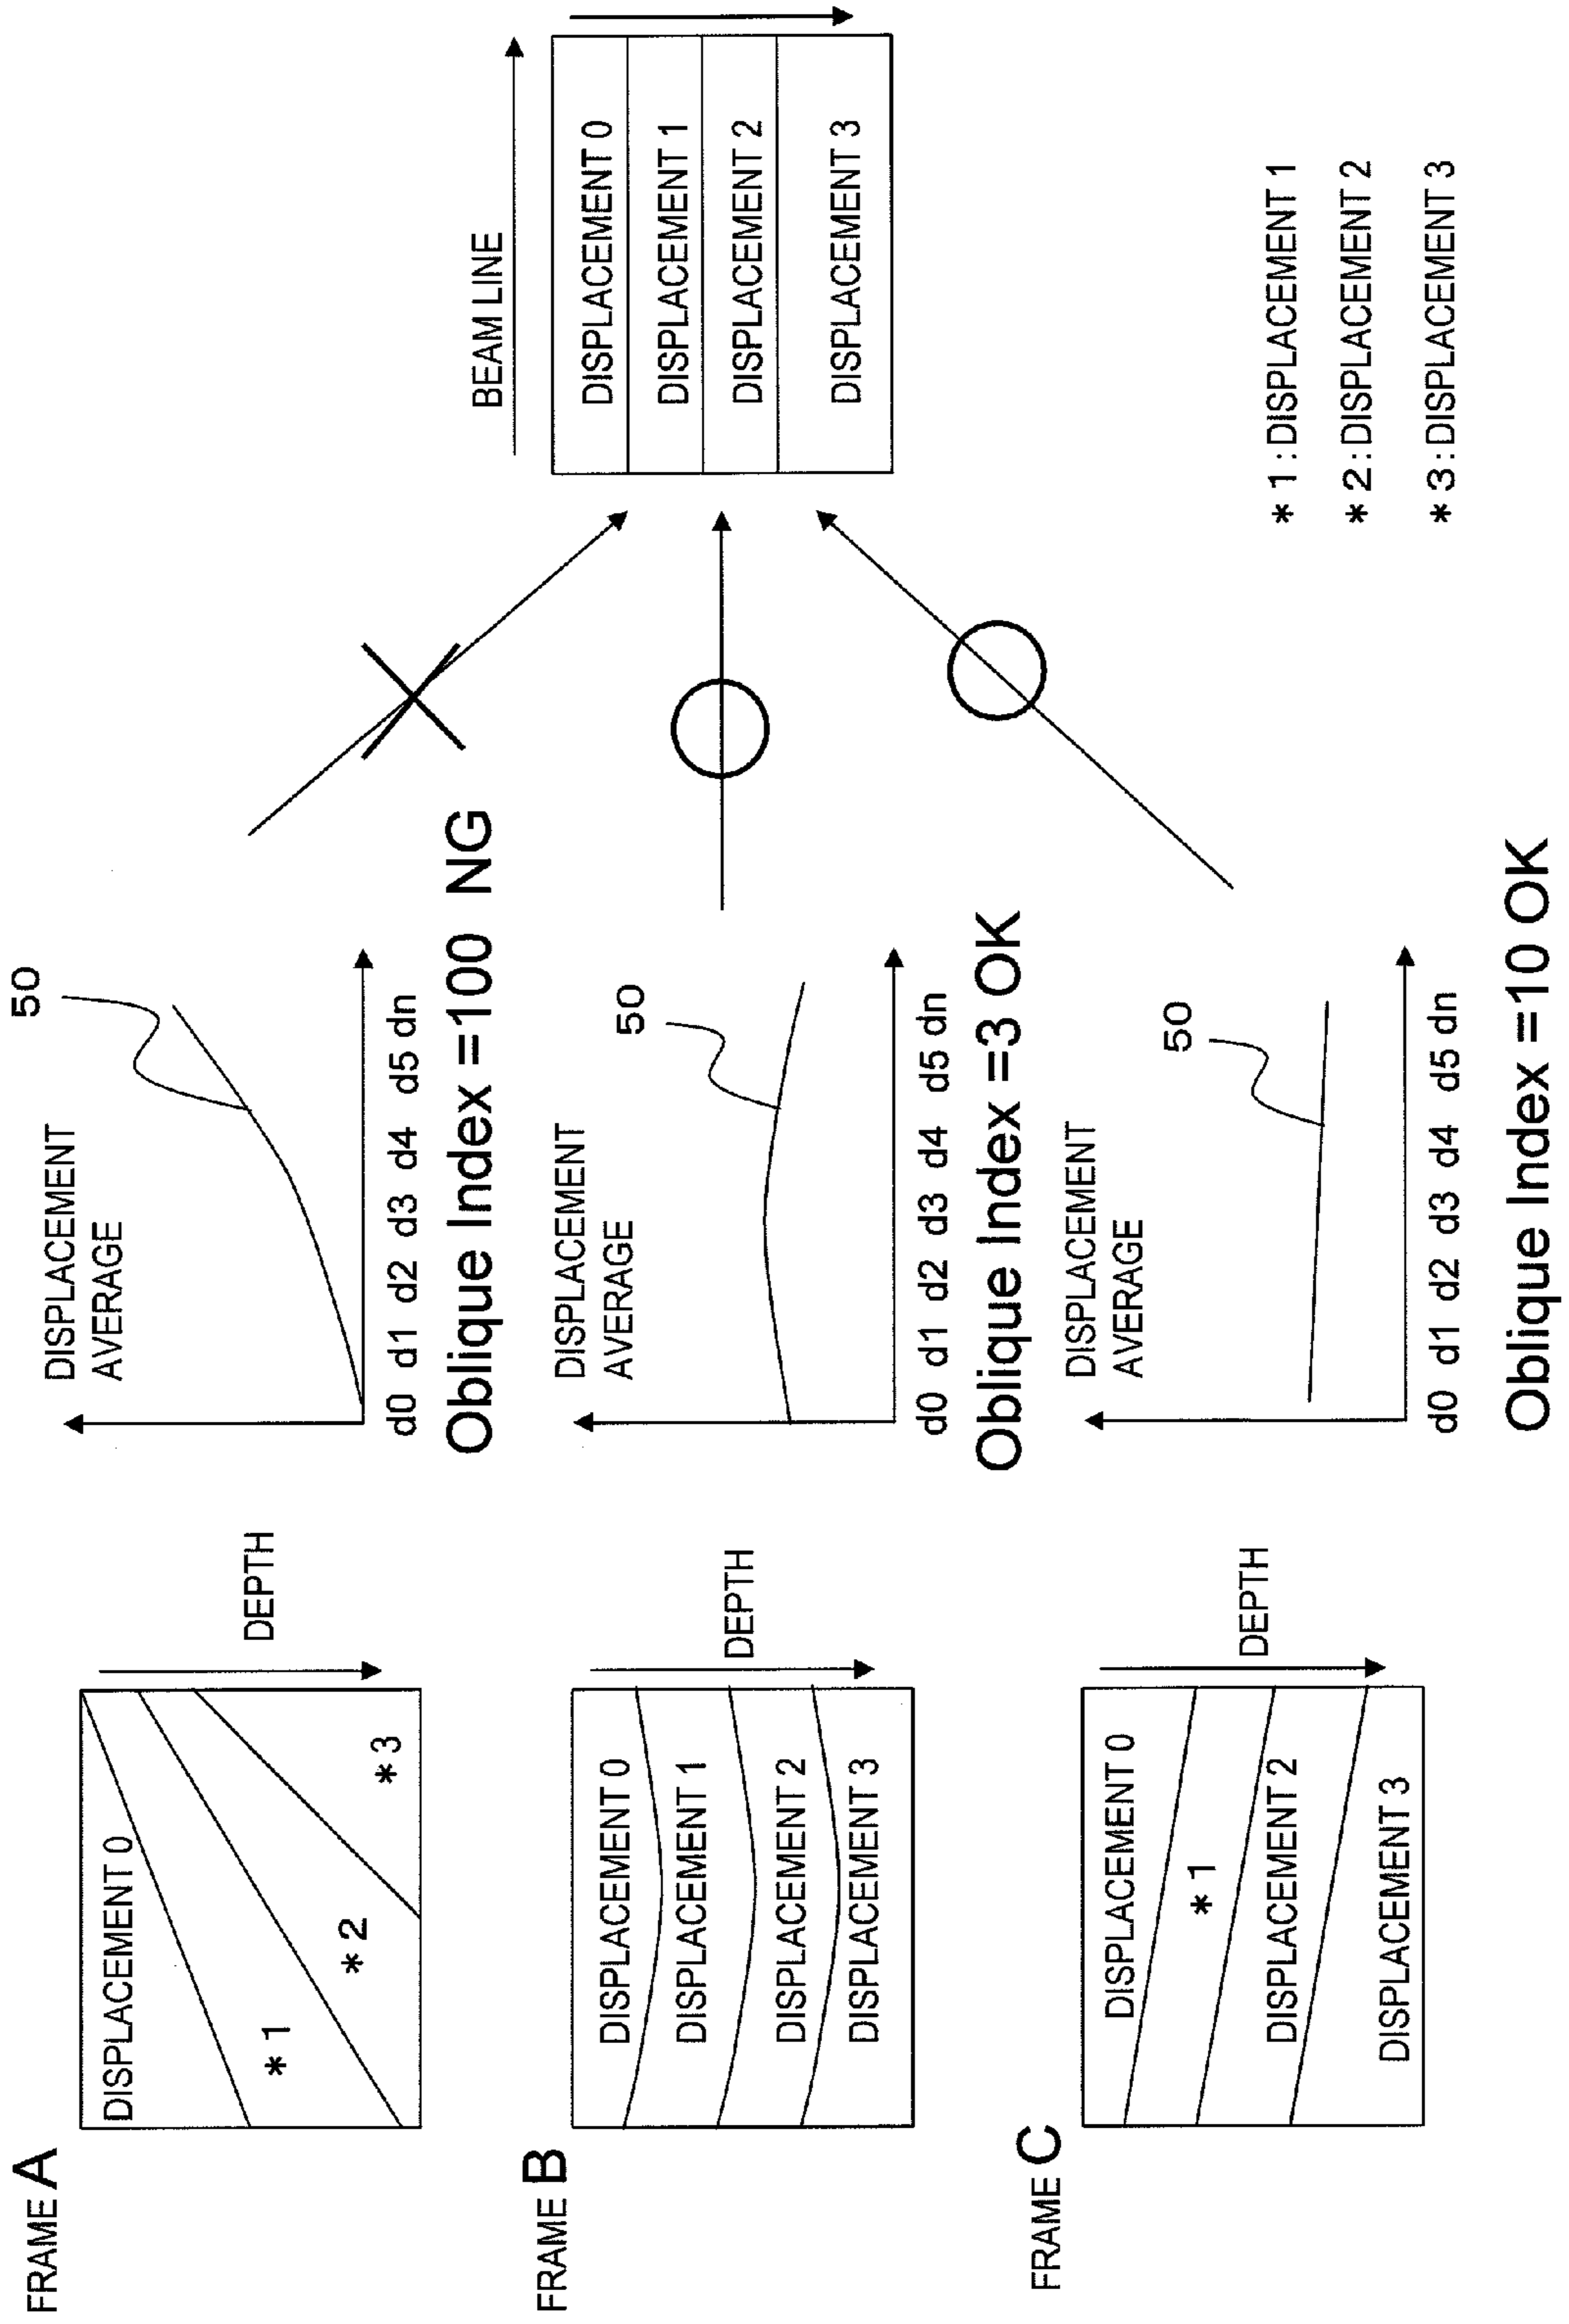 FRAME A
DISPLACEMENT 0
*1
*2
*3
DEPTH
DISPLACEMENT
AVERAGE
50
d0 d1 d2 d3 d4 d5 dn
Oblique Index =100 NG
FRAME B
DISPLACEMENT 0
DISPLACEMENT 1
DISPLACEMENT 2
DISPLACEMENT 3
DEPTH
DISPLACEMENT
AVERAGE
50
d0 d1 d2 d3 d4 d5 dn
Oblique Index =3 OK
FRAME C
DISPLACEMENT 0
*1
DISPLACEMENT 2
DISPLACEMENT 3
DEPTH
DISPLACEMENT
AVERAGE
50
d0 d1 d2 d3 d4 d5 dn
Oblique Index =10 OK
BEAM LINE
DISPLACEMENT 0
DISPLACEMENT 1
DISPLACEMENT 2
DISPLACEMENT 3
*1:DISPLACEMENT 1
*2:DISPLACEMENT 2
*3:DISPLACEMENT 3